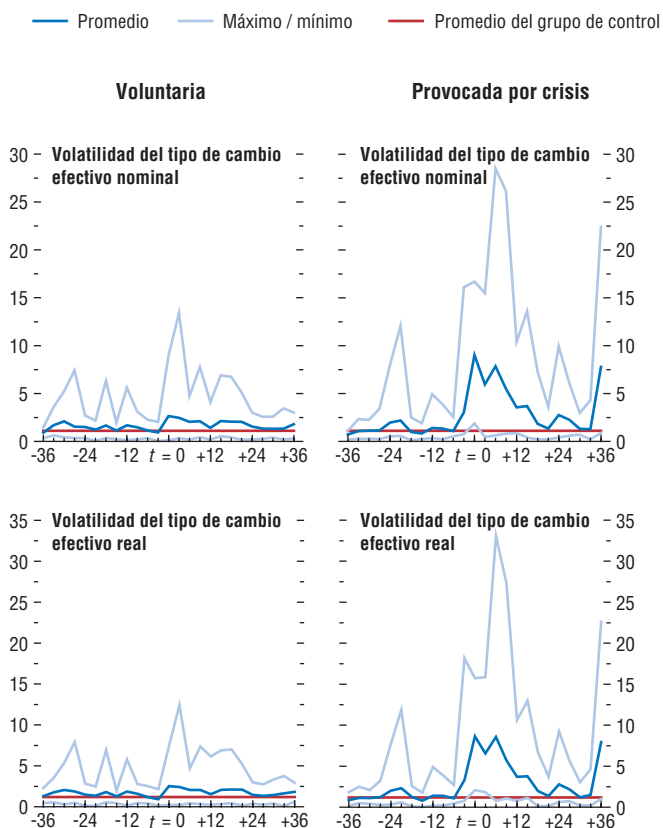 Promedio Máximo / mínimo Promedio del grupo de control
Voluntaria Provocada por crisis
Volatilidad del tipo de cambio
efectivo nominal
30
25
20
15
10
5
0
-36 -24 -12 t = 0 +12 +24 +36
Volatilidad del tipo de cambio
efectivo nominal
30
25
20
15
10
5
0
-36 -24 -12 t = 0 +12 +24 +36
Volatilidad del tipo de cambio
efectivo real
35
30
25
20
15
10
5
0
-36 -24 -12 t = 0 +12 +24 +36
Volatilidad del tipo de cambio
efectivo real
35
30
25
20
15
10
5
0
-36 -24 -12 t = 0 +12 +24 +36